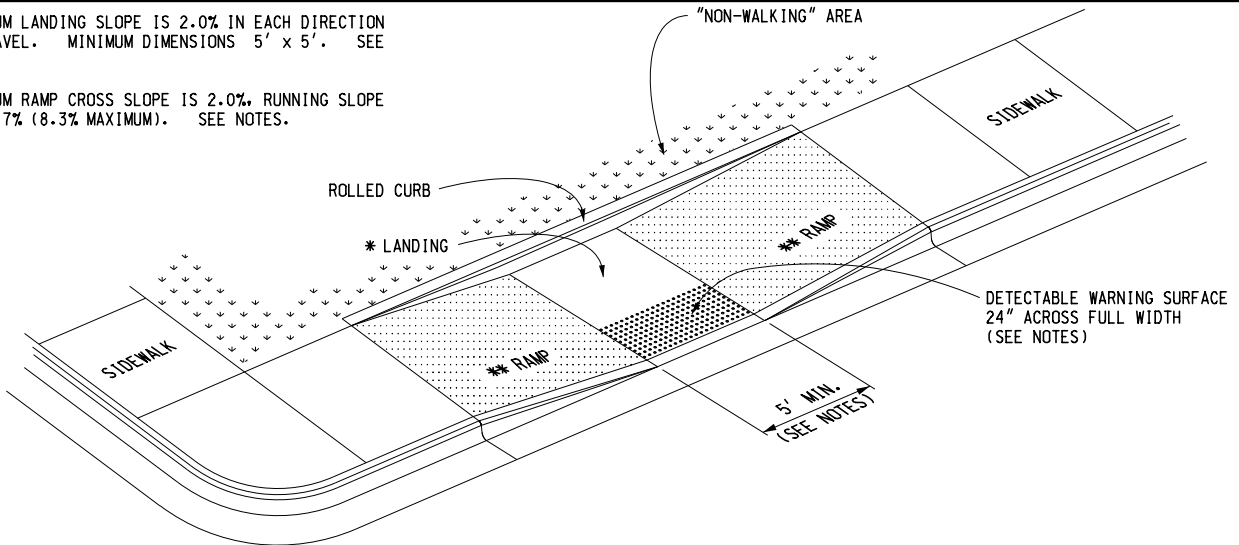 UM LANDING SLOPE IS 2.0% IN EACH DIRECTION
AVEL. MINIMUM DIMENSIONS 5' x 5'. SEE
UM RAMP CROSS SLOPE IS 2.0%, RUNNING SLOPE
7% (8.3% MAXIMUM). SEE NOTES.
"NON-WALKING" AREA
SIDEWALK
ROLLED CURB
* LANDING
** RAMP
DETECTABLE WARNING SURFACE
24" ACROSS FULL WIDTH
(SEE NOTES)
SIDEWALK
** RAMP
5' MIN.
(SEE NOTES)